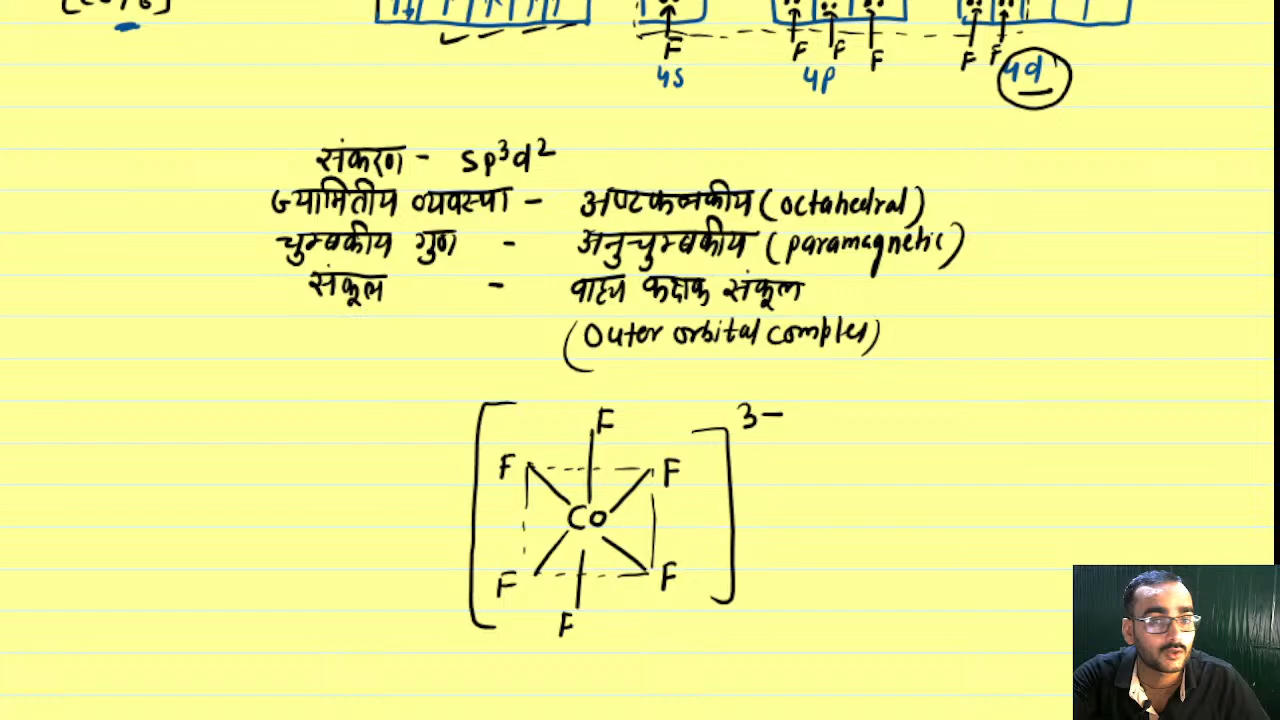 F F F F F F
4s 4p 4d
संकरण - sp³d²
ज्यामितीय व्यवस्था - अष्टफलकीय (octahedral)
चुम्बकीय गुण - अनुचुम्बकीय (paramagnetic)
संकूल - वाह्य कक्षक संकूल
(Outer orbital complex)
3-
F
F F
Co
F F
F